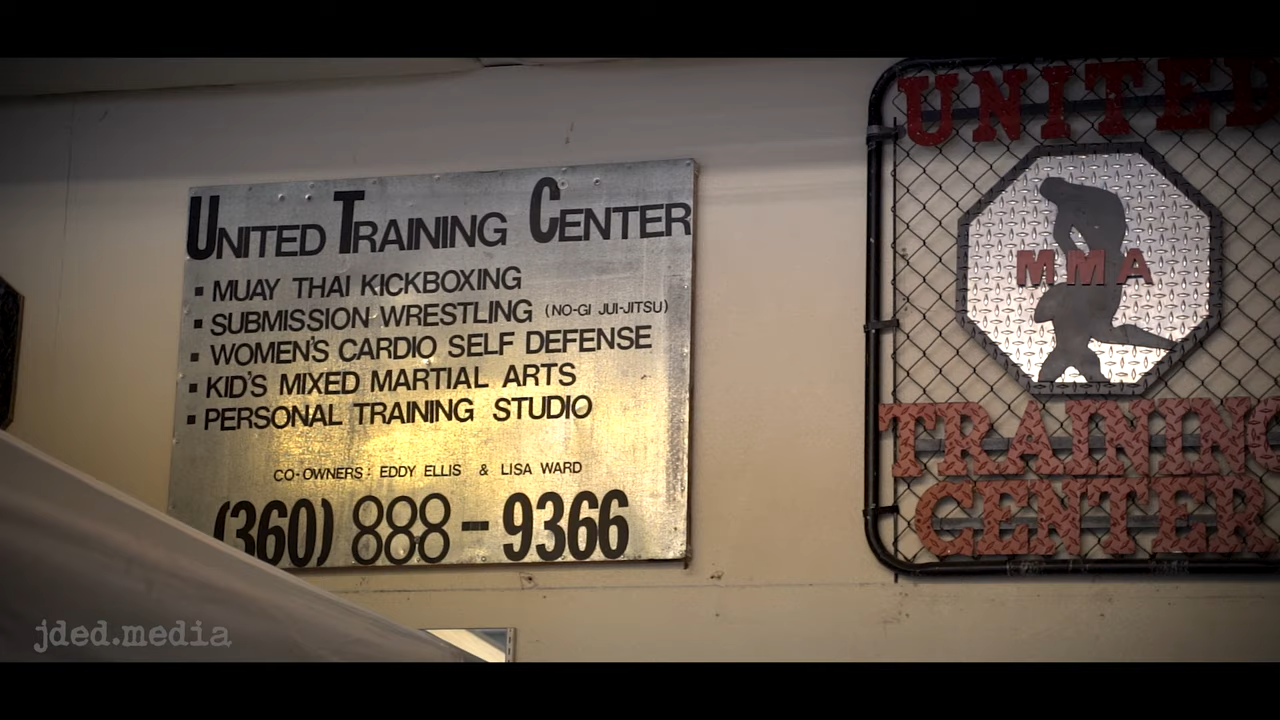 UNITED TRAINING CENTER
▪ MUAY THAI KICKBOXING
▪ SUBMISSION WRESTLING (NO-GI JUI-JITSU)
▪ WOMEN'S CARDIO SELF DEFENSE
▪ KID'S MIXED MARTIAL ARTS
▪ PERSONAL TRAINING STUDIO
CO-OWNERS: EDDY ELLIS & LISA WARD
(360) 888-9366
UNITED
MMA
TRAINING
CENTER
jded.media